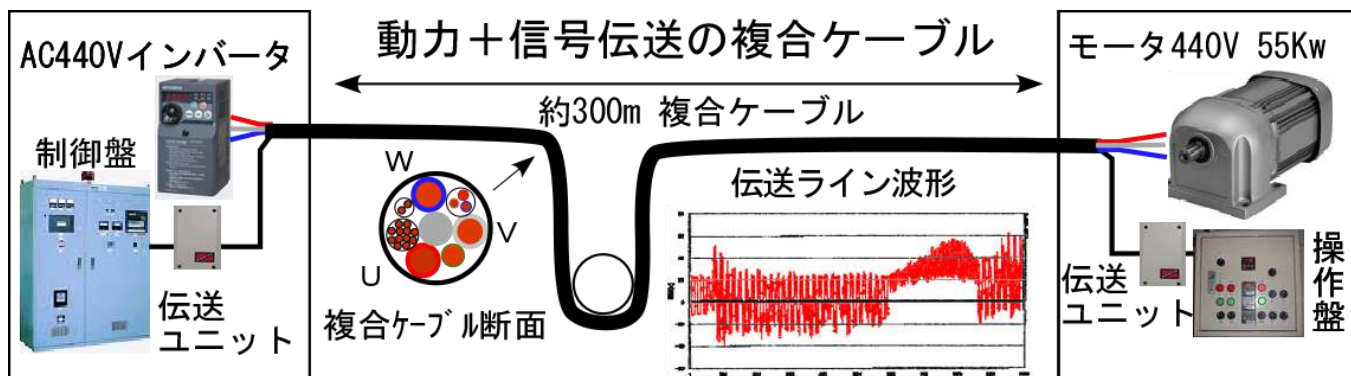 AC440Vインバータ
動力＋信号伝送の複合ケーブル
モータ440V 55Kw
約300m 複合ケーブル
制御盤
W
V
U
伝送ライン波形
伝送
ユニット
複合ｹｰﾌﾞﾙ断面
伝送
ユニット
操作盤